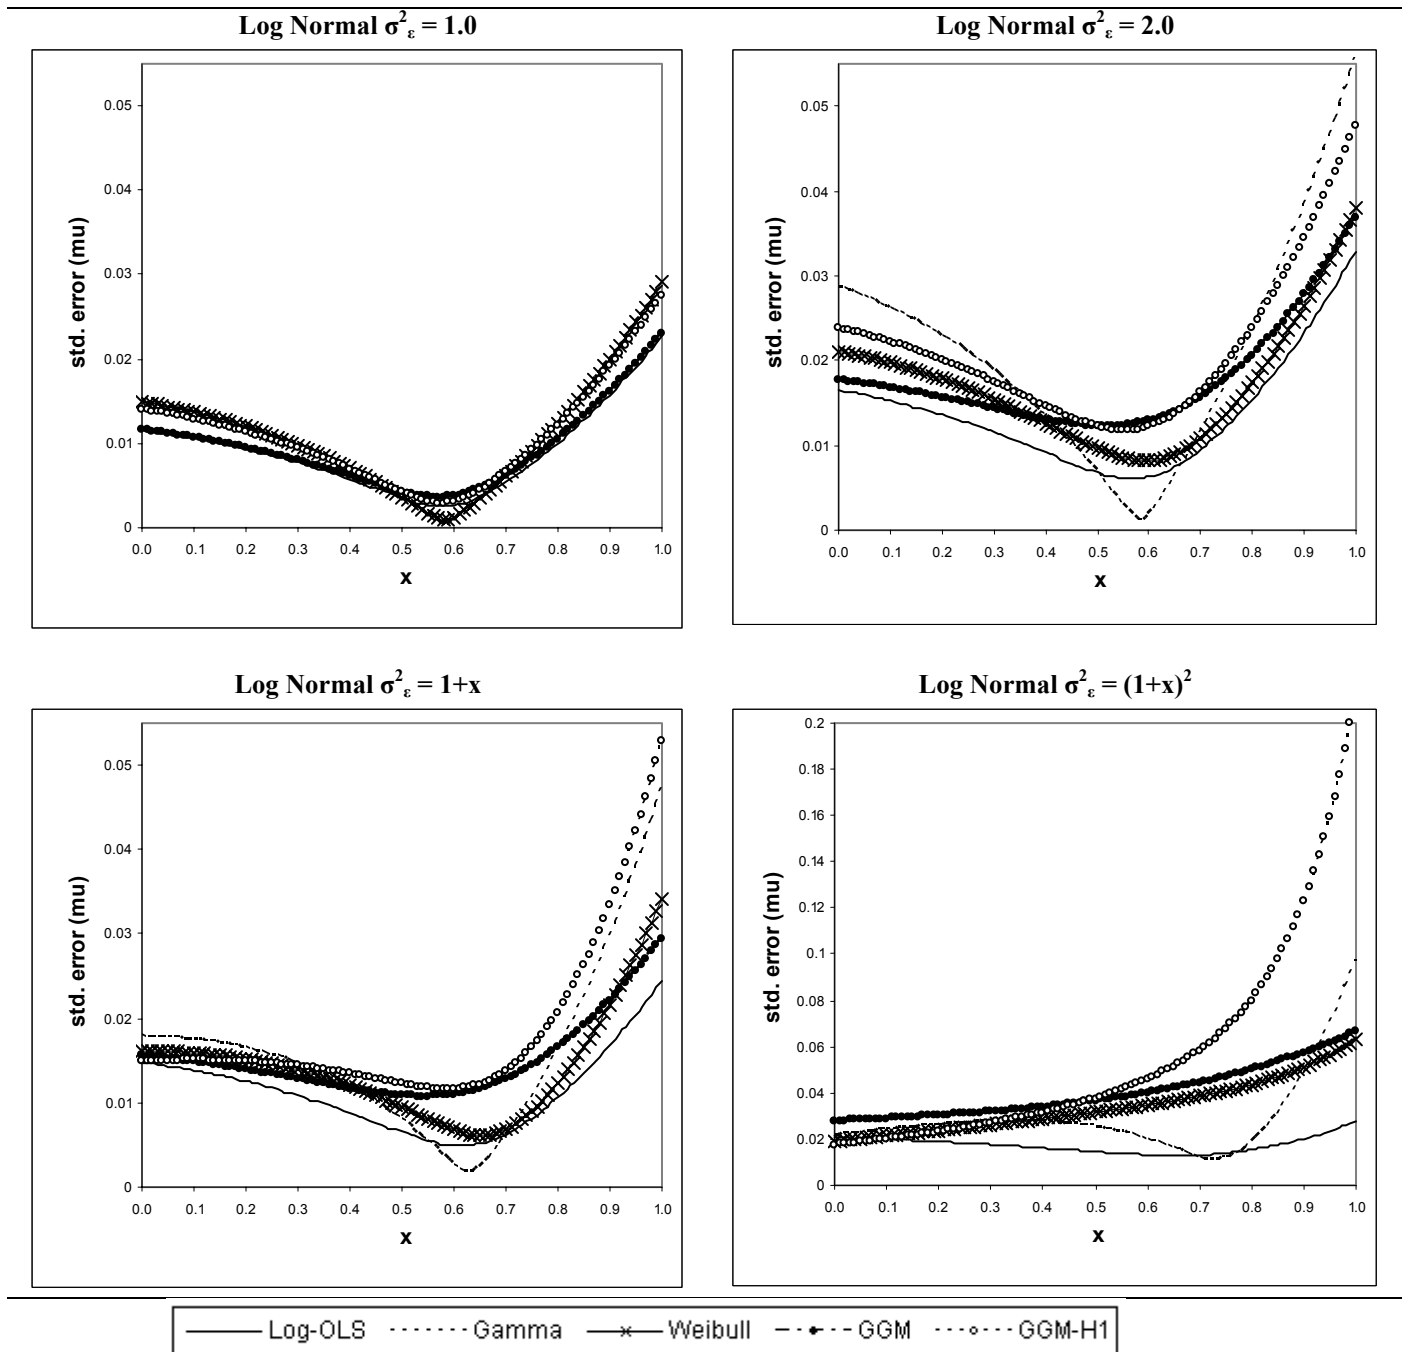 Log Normal σ²ε = 1.0
0.05
0.04
0.03
0.02
0.01
0
std. error (mu)
0.0 0.1 0.2 0.3 0.4 0.5 0.6 0.7 0.8 0.9 1.0
x
Log Normal σ²ε = 2.0
0.05
0.04
0.03
0.02
0.01
0
std. error (mu)
0.0 0.1 0.2 0.3 0.4 0.5 0.6 0.7 0.8 0.9 1.0
x
Log Normal σ²ε = 1+x
0.05
0.04
0.03
0.02
0.01
0
std. error (mu)
0.0 0.1 0.2 0.3 0.4 0.5 0.6 0.7 0.8 0.9 1.0
x
Log Normal σ²ε = (1+x)²
0.2
0.18
0.16
0.14
0.12
0.1
0.08
0.06
0.04
0.02
0
std. error (mu)
0.0 0.1 0.2 0.3 0.4 0.5 0.6 0.7 0.8 0.9 1.0
x
Log-OLS Gamma Weibull GGM GGM-H1